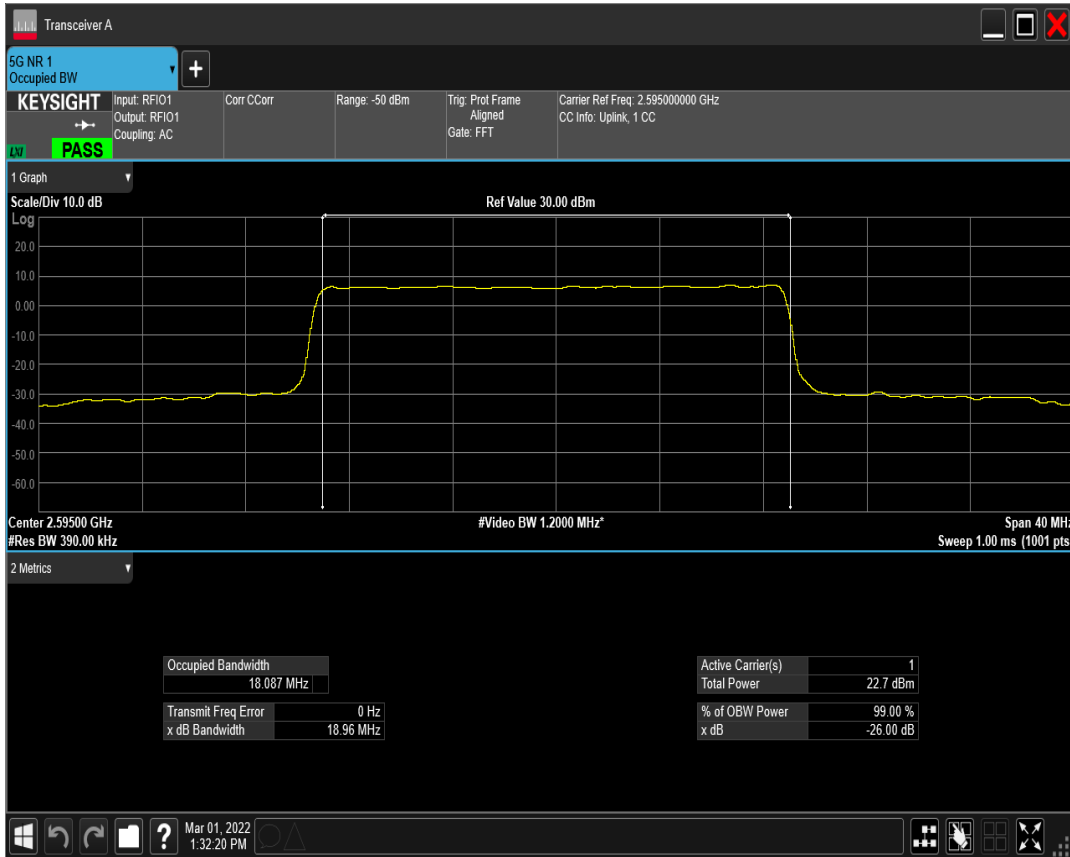 Transceiver A
5G NR 1
Occupied BW
+
KEYSIGHT
Input: RFIO1
Output: RFIO1
Coupling: AC
LXI
PASS
Corr CCorr
Range: -50 dBm
Trig: Prot Frame
Aligned
Gate: FFT
Carrier Ref Freq: 2.595000000 GHz
CC Info: Uplink, 1 CC
1 Graph
Scale/Div 10.0 dB
Ref Value 30.00 dBm
Log
20.0
10.0
0.00
-10.0
-20.0
-30.0
-40.0
-50.0
-60.0
Center 2.59500 GHz
#Video BW 1.2000 MHz*
Span 40 MHz
#Res BW 390.00 kHz
Sweep 1.00 ms (1001 pts
2 Metrics
Occupied Bandwidth
18.087 MHz
Transmit Freq Error 0 Hz
x dB Bandwidth 18.96 MHz
Active Carrier(s) 1
Total Power 22.7 dBm
% of OBW Power 99.00 %
x dB -26.00 dB
?
Mar 01, 2022
1:32:20 PM